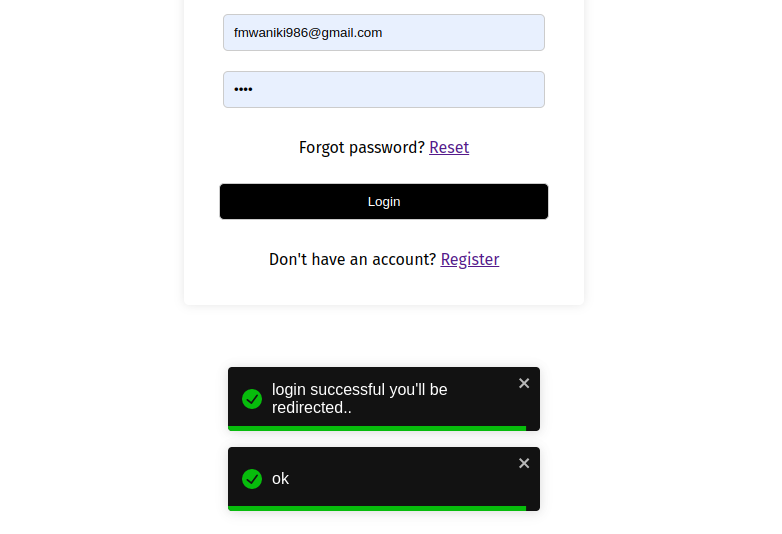 fmwaniki986@gmail.com
••••
Forgot password? Reset
Login
Don't have an account? Register
login successful you'll be
redirected..
ok